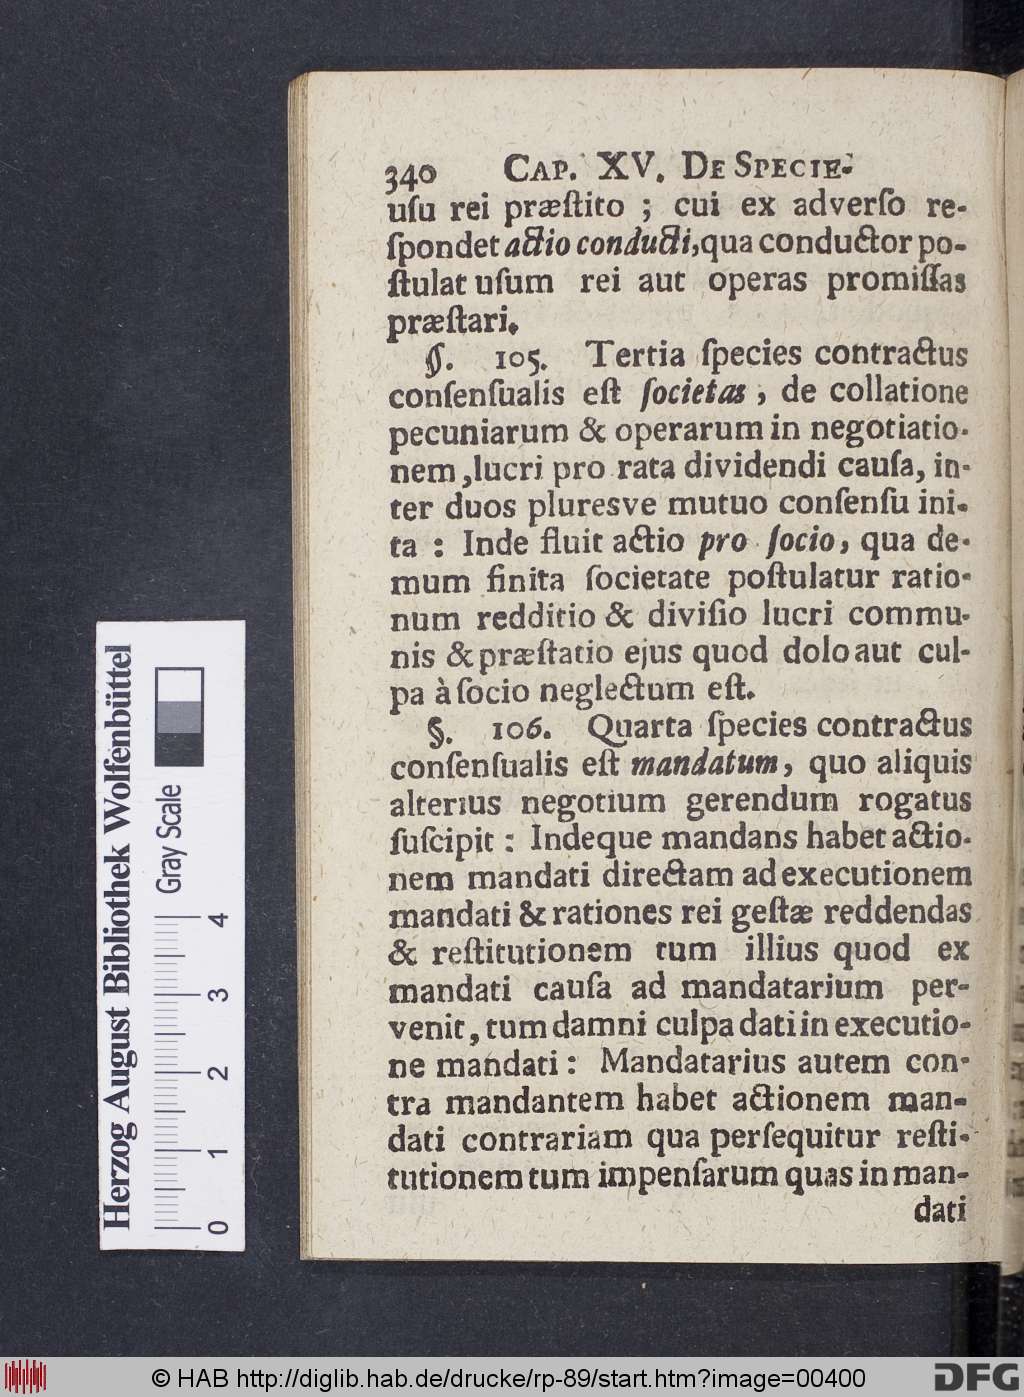 340 CAP. XV. DE SPECIE-
uſu rei præſtito ; cui ex adverſo re-
ſpondet actio conducti, qua conductor po-
ſtulat uſum rei aut operas promiſſas
præſtari.
§. 105. Tertia ſpecies contractus
conſenſualis eſt ſocietas, de collatione
pecuniarum & operarum in negotiatio-
nem, lucri pro rata dividendi cauſa, in-
ter duos pluresve mutuo conſenſu ini-
ta : Inde fluit actio pro ſocio, qua de-
mum finita ſocietate poſtulatur ratio-
num redditio & diviſio lucri commu-
nis & præſtatio ejus quod dolo aut cul-
pa à ſocio neglectum eſt.
§. 106. Quarta ſpecies contractus
conſenſualis eſt mandatum, quo aliquis
alterius negotium gerendum rogatus
ſuſcipit : Indeque mandans habet actio-
nem mandati directam ad executionem
mandati & rationes rei geſtæ reddendas
& reſtitutionem tum illius quod ex
mandati cauſa ad mandatarium per-
venit, tum damni culpa dati in executio-
ne mandati : Mandatarius autem con-
tra mandantem habet actionem man-
dati contrariam qua perſequitur reſti-
tutionem tum impenſarum quas in man-
dati
Herzog August Bibliothek Wolfenbüttel
Gray Scale
0 1 2 3 4
© HAB http://diglib.hab.de/drucke/rp-89/start.htm?image=00400
DFG